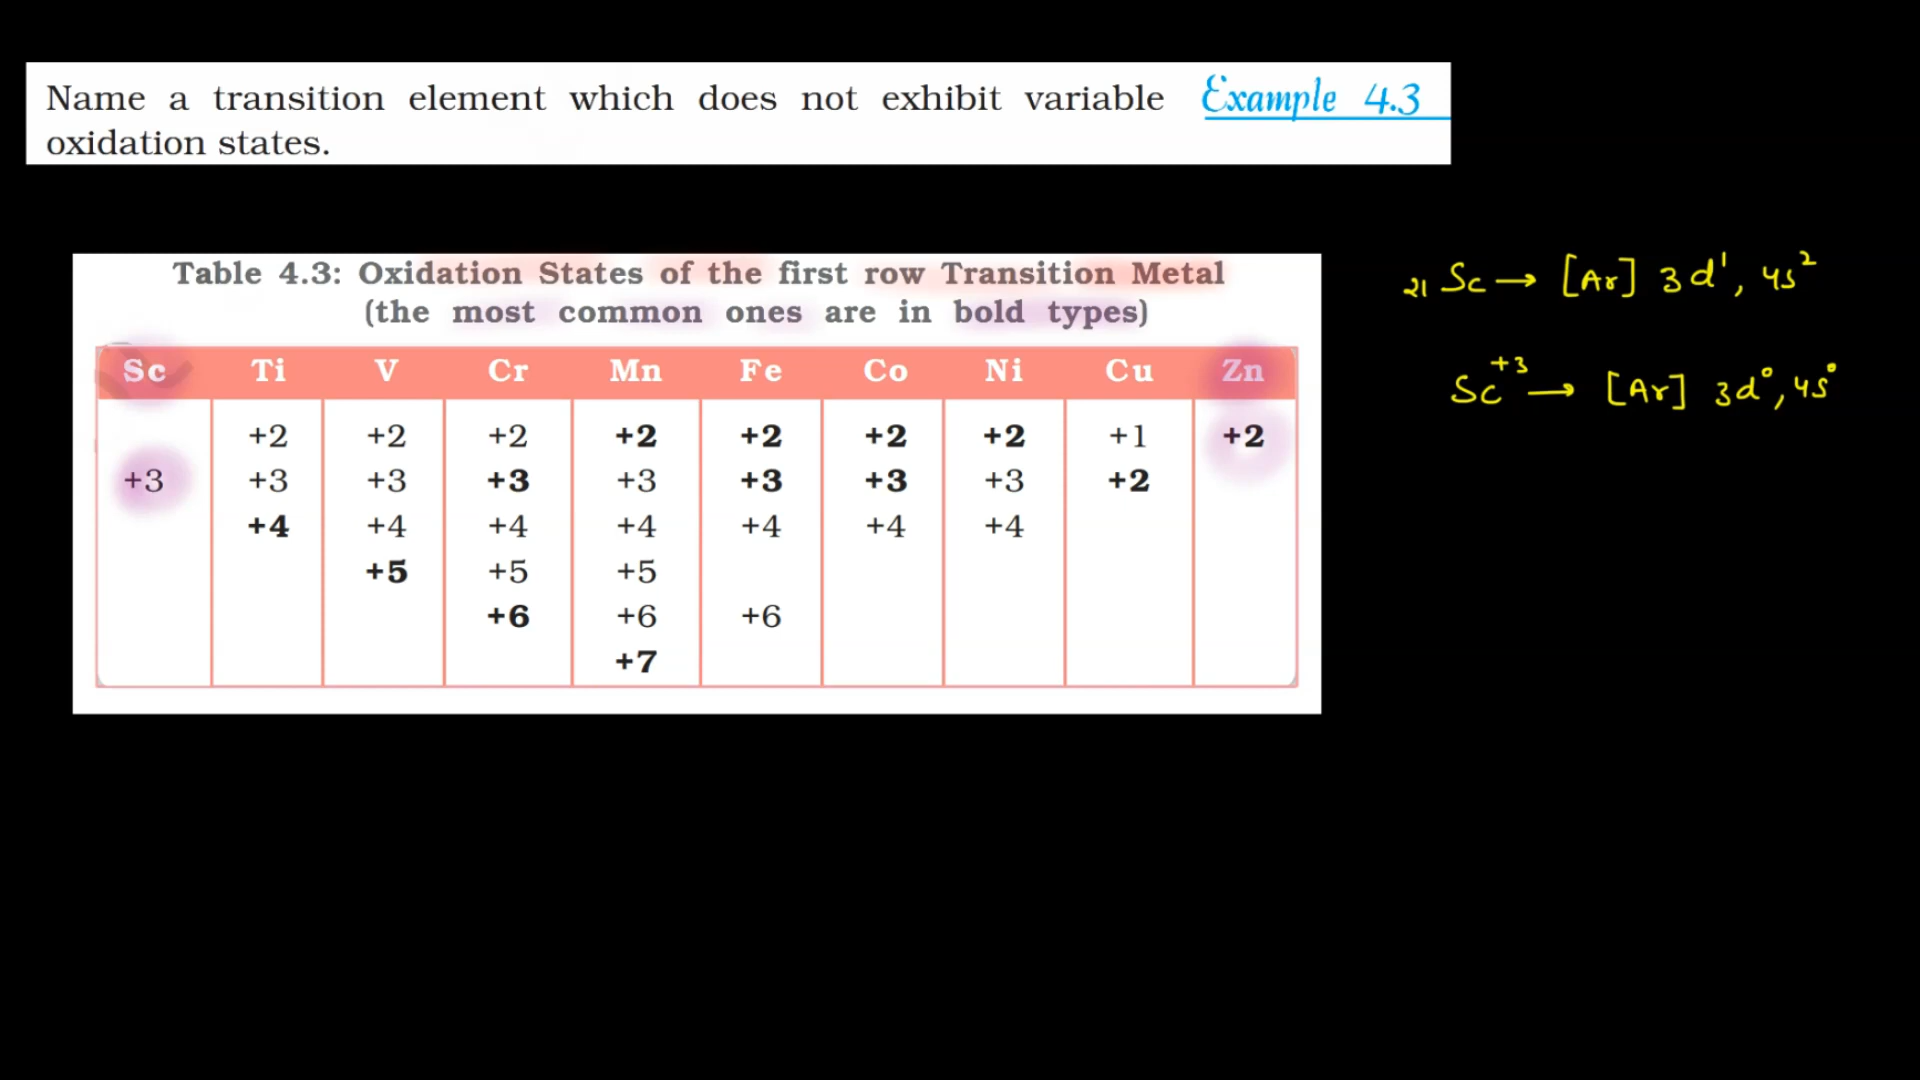 Name a transition element which does not exhibit variable Example 4.3
oxidation states.
Table 4.3: Oxidation States of the first row Transition Metal
(the most common ones are in bold types)
Sc Ti V Cr Mn Fe Co Ni Cu Zn
+2 +2 +2 +2 +2 +2 +2 +1 +2
+3 +3 +3 +3 +3 +3 +3 +3 +2
+4 +4 +4 +4 +4 +4 +4
+5 +5 +5
+6 +6 +6
+7
₂₁Sc → [Ar] 3d¹, 4s²
Sc⁺³ → [Ar] 3d⁰, 4s⁰